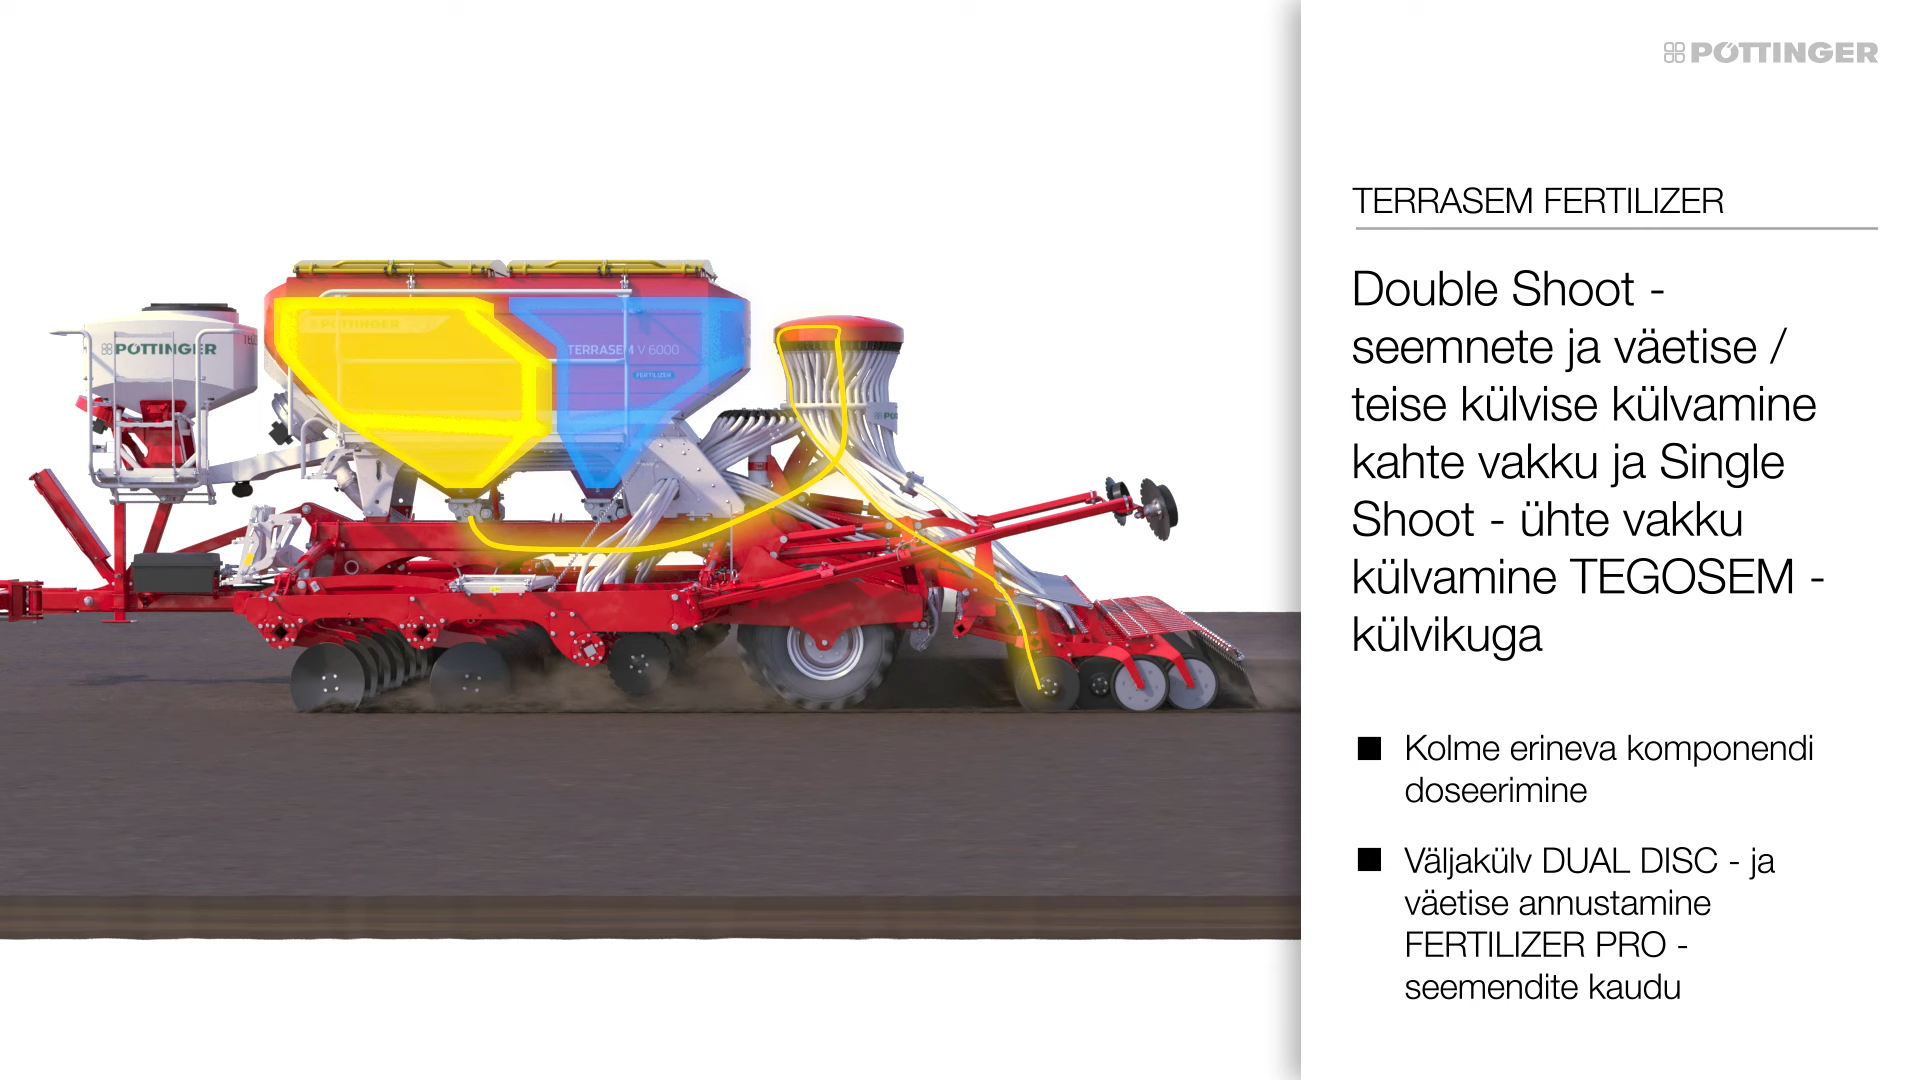 PÖTTINGER
TERRASEM FERTILIZER
Double Shoot -
seemnete ja väetise /
teise külvise külvamine
kahte vakku ja Single
Shoot - ühte vakku
külvamine TEGOSEM -
külvikuga
■ Kolme erineva komponendi
doseerimine
■ Väljakülv DUAL DISC - ja
väetise annustamine
FERTILIZER PRO -
seemendite kaudu
PÖTTINGER
PÖTTINGER
TERRASEM V 6000
FERTILIZER